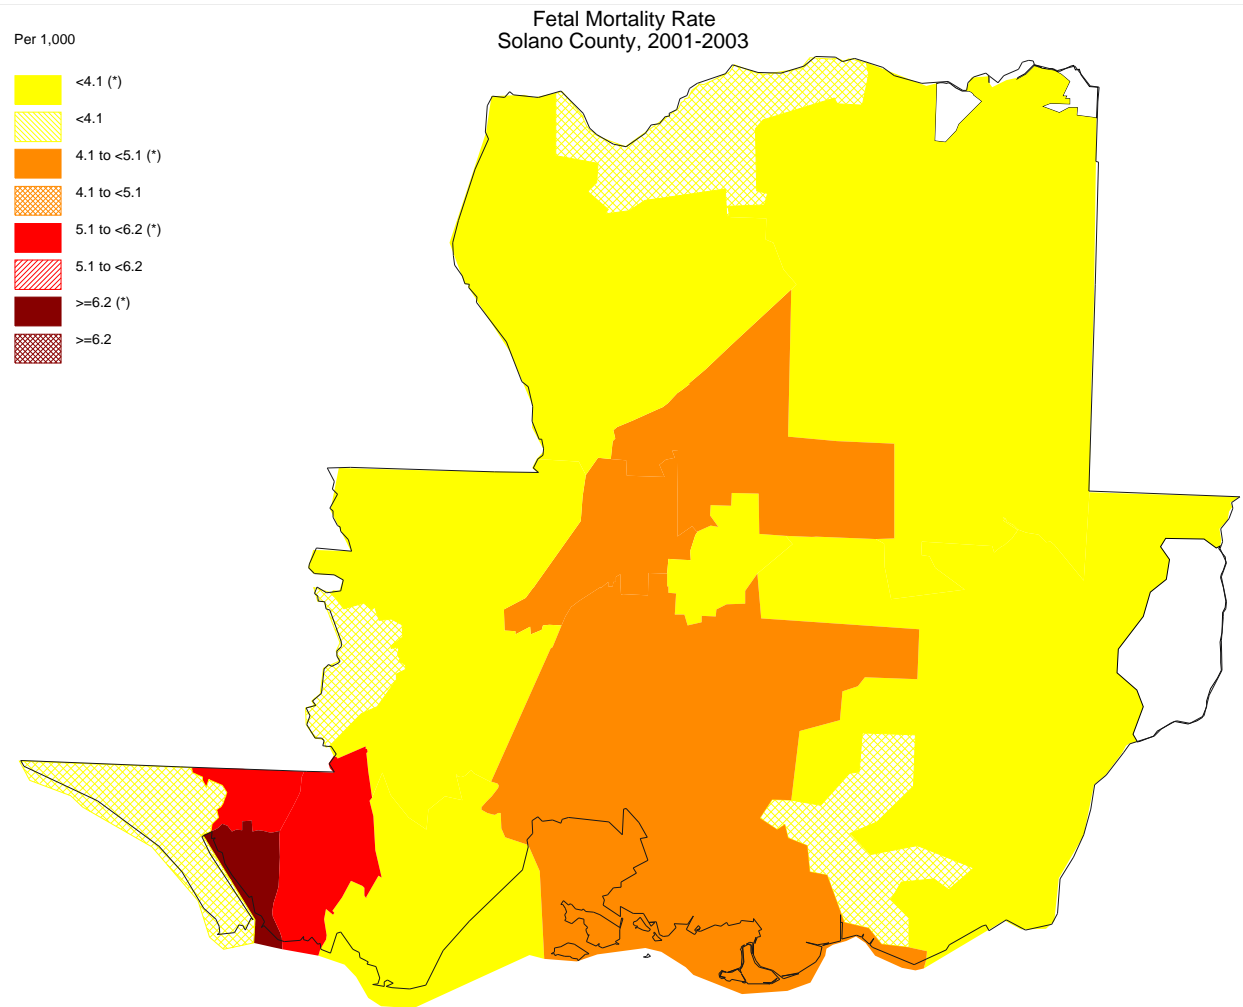 Fetal Mortality Rate
Solano County, 2001-2003
Per 1,000
<4.1 (*)
<4.1
4.1 to <5.1 (*)
4.1 to <5.1
5.1 to <6.2 (*)
5.1 to <6.2
>=6.2 (*)
>=6.2